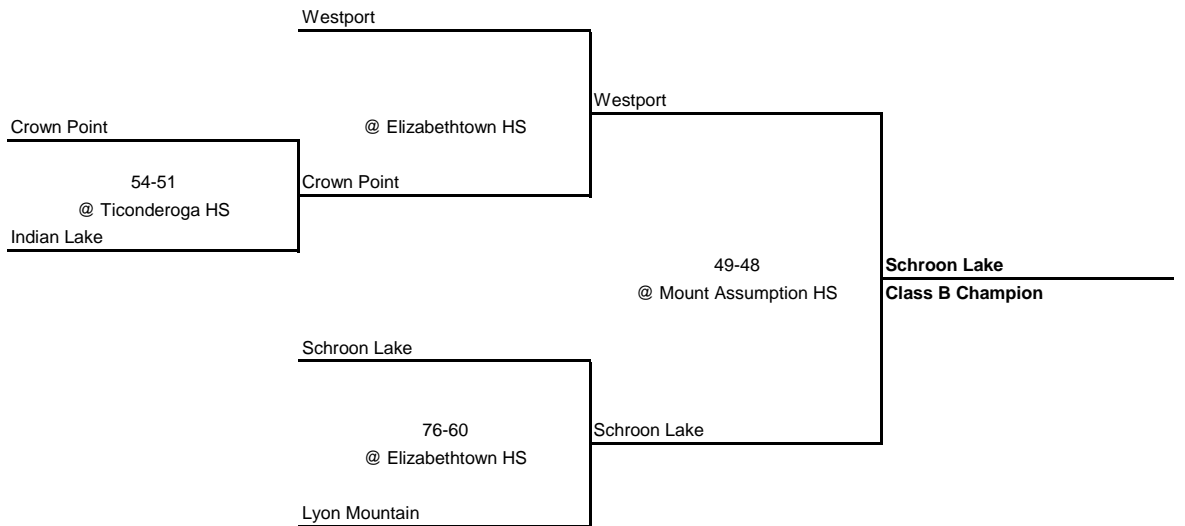 Westport
Westport
Crown Point
@ Elizabethtown HS
54-51
Crown Point
@ Ticonderoga HS
Indian Lake
49-48
Schroon Lake
@ Mount Assumption HS
Class B Champion
Schroon Lake
76-60
Schroon Lake
@ Elizabethtown HS
Lyon Mountain